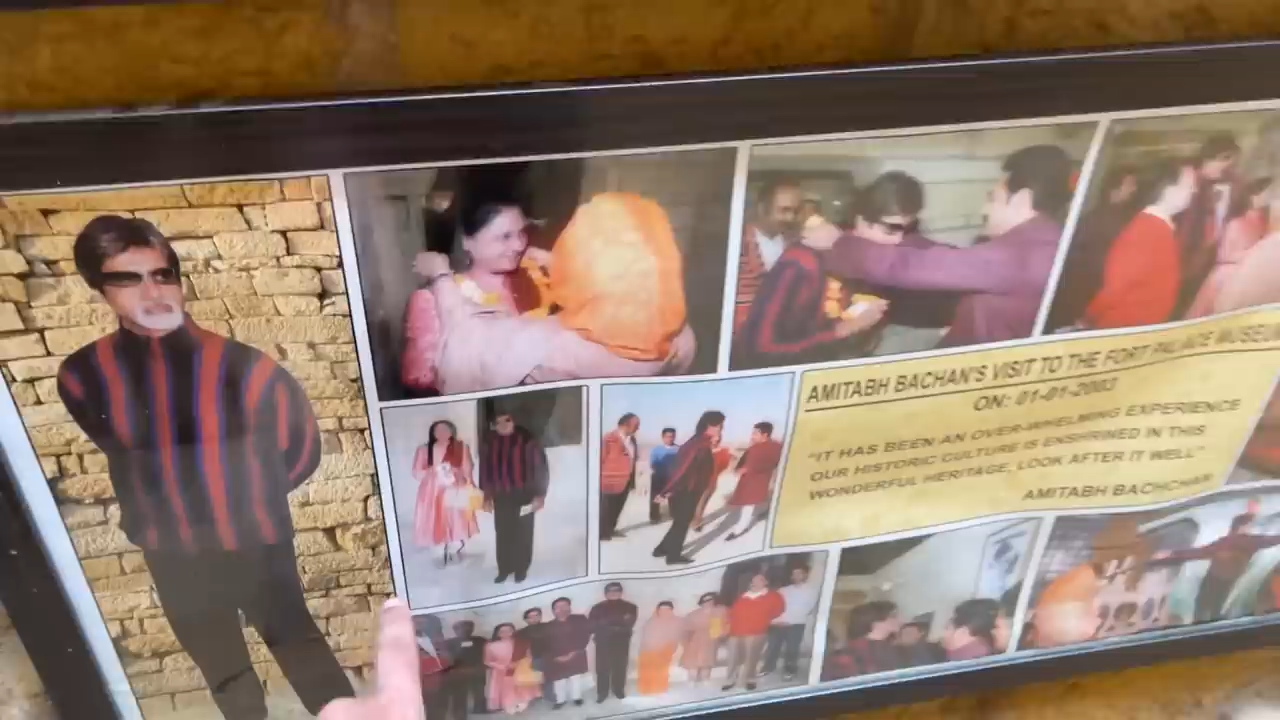 AMITABH BACHAN'S VISIT TO THE FORT PALACE MUSEUM
ON: 01-01-2003
"IT HAS BEEN AN OVER-WHELMING EXPERIENCE
OUR HISTORIC CULTURE IS ENSHRINED IN THIS
WONDERFUL HERITAGE, LOOK AFTER IT WELL"
AMITABH BACHCHAN